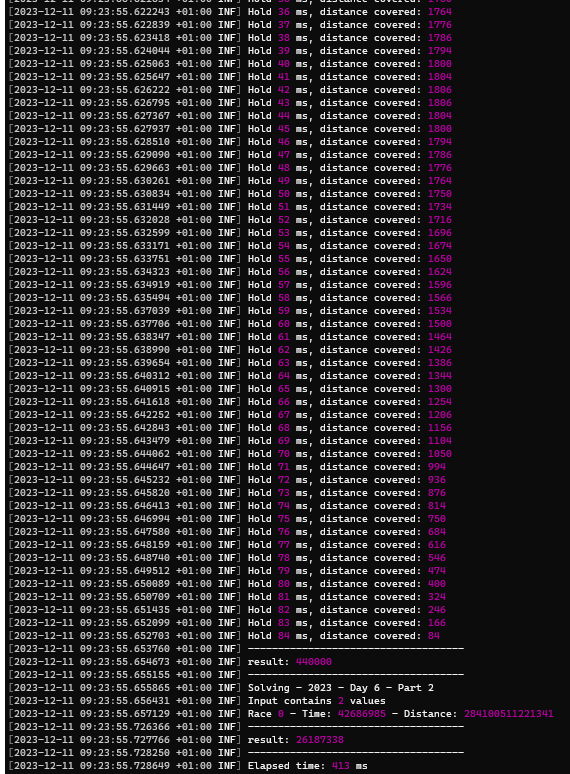 [2023-12-11 09:23:55.622243 +01:00 INF] Hold 36 ms, distance covered: 1764
[2023-12-11 09:23:55.622839 +01:00 INF] Hold 37 ms, distance covered: 1776
[2023-12-11 09:23:55.623418 +01:00 INF] Hold 38 ms, distance covered: 1786
[2023-12-11 09:23:55.624044 +01:00 INF] Hold 39 ms, distance covered: 1794
[2023-12-11 09:23:55.625063 +01:00 INF] Hold 40 ms, distance covered: 1800
[2023-12-11 09:23:55.625647 +01:00 INF] Hold 41 ms, distance covered: 1804
[2023-12-11 09:23:55.626222 +01:00 INF] Hold 42 ms, distance covered: 1806
[2023-12-11 09:23:55.626795 +01:00 INF] Hold 43 ms, distance covered: 1806
[2023-12-11 09:23:55.627367 +01:00 INF] Hold 44 ms, distance covered: 1804
[2023-12-11 09:23:55.627937 +01:00 INF] Hold 45 ms, distance covered: 1800
[2023-12-11 09:23:55.628510 +01:00 INF] Hold 46 ms, distance covered: 1794
[2023-12-11 09:23:55.629090 +01:00 INF] Hold 47 ms, distance covered: 1786
[2023-12-11 09:23:55.629663 +01:00 INF] Hold 48 ms, distance covered: 1776
[2023-12-11 09:23:55.630261 +01:00 INF] Hold 49 ms, distance covered: 1764
[2023-12-11 09:23:55.630834 +01:00 INF] Hold 50 ms, distance covered: 1750
[2023-12-11 09:23:55.631449 +01:00 INF] Hold 51 ms, distance covered: 1734
[2023-12-11 09:23:55.632028 +01:00 INF] Hold 52 ms, distance covered: 1716
[2023-12-11 09:23:55.632599 +01:00 INF] Hold 53 ms, distance covered: 1696
[2023-12-11 09:23:55.633171 +01:00 INF] Hold 54 ms, distance covered: 1674
[2023-12-11 09:23:55.633751 +01:00 INF] Hold 55 ms, distance covered: 1650
[2023-12-11 09:23:55.634323 +01:00 INF] Hold 56 ms, distance covered: 1624
[2023-12-11 09:23:55.634919 +01:00 INF] Hold 57 ms, distance covered: 1596
[2023-12-11 09:23:55.635494 +01:00 INF] Hold 58 ms, distance covered: 1566
[2023-12-11 09:23:55.637039 +01:00 INF] Hold 59 ms, distance covered: 1534
[2023-12-11 09:23:55.637706 +01:00 INF] Hold 60 ms, distance covered: 1500
[2023-12-11 09:23:55.638347 +01:00 INF] Hold 61 ms, distance covered: 1464
[2023-12-11 09:23:55.638990 +01:00 INF] Hold 62 ms, distance covered: 1426
[2023-12-11 09:23:55.639654 +01:00 INF] Hold 63 ms, distance covered: 1386
[2023-12-11 09:23:55.640312 +01:00 INF] Hold 64 ms, distance covered: 1344
[2023-12-11 09:23:55.640915 +01:00 INF] Hold 65 ms, distance covered: 1300
[2023-12-11 09:23:55.641618 +01:00 INF] Hold 66 ms, distance covered: 1254
[2023-12-11 09:23:55.642252 +01:00 INF] Hold 67 ms, distance covered: 1206
[2023-12-11 09:23:55.642843 +01:00 INF] Hold 68 ms, distance covered: 1156
[2023-12-11 09:23:55.643479 +01:00 INF] Hold 69 ms, distance covered: 1104
[2023-12-11 09:23:55.644062 +01:00 INF] Hold 70 ms, distance covered: 1050
[2023-12-11 09:23:55.644647 +01:00 INF] Hold 71 ms, distance covered: 994
[2023-12-11 09:23:55.645232 +01:00 INF] Hold 72 ms, distance covered: 936
[2023-12-11 09:23:55.645820 +01:00 INF] Hold 73 ms, distance covered: 876
[2023-12-11 09:23:55.646413 +01:00 INF] Hold 74 ms, distance covered: 814
[2023-12-11 09:23:55.646994 +01:00 INF] Hold 75 ms, distance covered: 750
[2023-12-11 09:23:55.647580 +01:00 INF] Hold 76 ms, distance covered: 684
[2023-12-11 09:23:55.648159 +01:00 INF] Hold 77 ms, distance covered: 616
[2023-12-11 09:23:55.648740 +01:00 INF] Hold 78 ms, distance covered: 546
[2023-12-11 09:23:55.649512 +01:00 INF] Hold 79 ms, distance covered: 474
[2023-12-11 09:23:55.650089 +01:00 INF] Hold 80 ms, distance covered: 400
[2023-12-11 09:23:55.650709 +01:00 INF] Hold 81 ms, distance covered: 324
[2023-12-11 09:23:55.651435 +01:00 INF] Hold 82 ms, distance covered: 246
[2023-12-11 09:23:55.652099 +01:00 INF] Hold 83 ms, distance covered: 166
[2023-12-11 09:23:55.652703 +01:00 INF] Hold 84 ms, distance covered: 84
[2023-12-11 09:23:55.653760 +01:00 INF] ------------------------------------
[2023-12-11 09:23:55.654673 +01:00 INF] result: 440000
[2023-12-11 09:23:55.655155 +01:00 INF] ------------------------------------
[2023-12-11 09:23:55.655865 +01:00 INF] Solving - 2023 - Day 6 - Part 2
[2023-12-11 09:23:55.656431 +01:00 INF] Input contains 2 values
[2023-12-11 09:23:55.657129 +01:00 INF] Race 0 - Time: 42686985 - Distance: 284100511221341
[2023-12-11 09:23:55.726366 +01:00 INF] ------------------------------------
[2023-12-11 09:23:55.727766 +01:00 INF] result: 26187338
[2023-12-11 09:23:55.728250 +01:00 INF] ------------------------------------
[2023-12-11 09:23:55.728649 +01:00 INF] Elapsed time: 413 ms